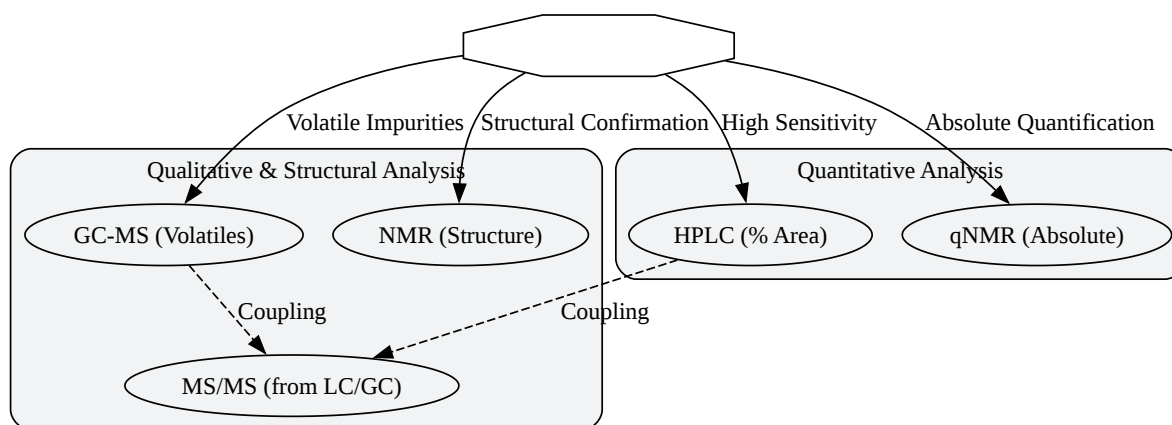 Volatile Impurities
Structural Confirmation
High Sensitivity
Absolute Quantification
Qualitative & Structural Analysis
Quantitative Analysis
GC-MS (Volatiles)
NMR (Structure)
HPLC (% Area)
qNMR (Absolute)
Coupling
Coupling
MS/MS (from LC/GC)